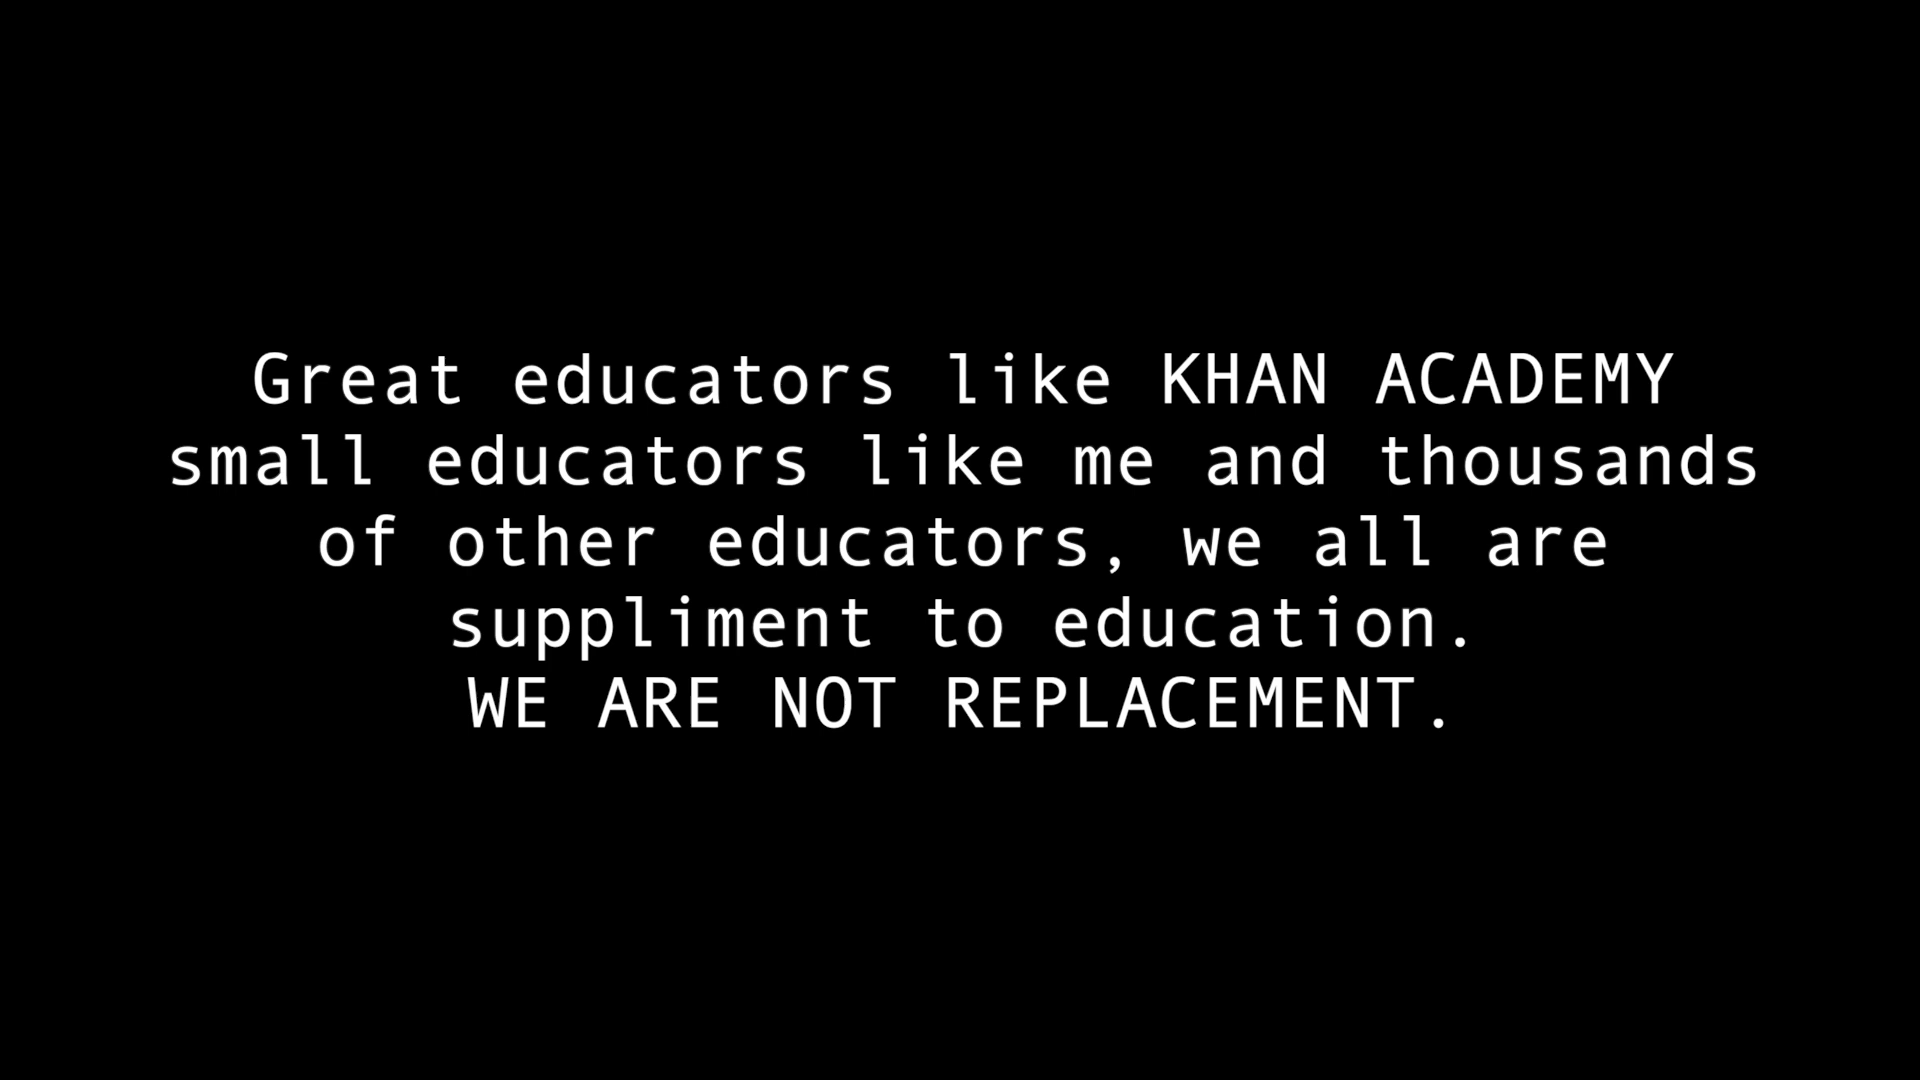 Great educators like KHAN ACADEMY
small educators like me and thousands
of other educators, we all are
suppliment to education.
WE ARE NOT REPLACEMENT.